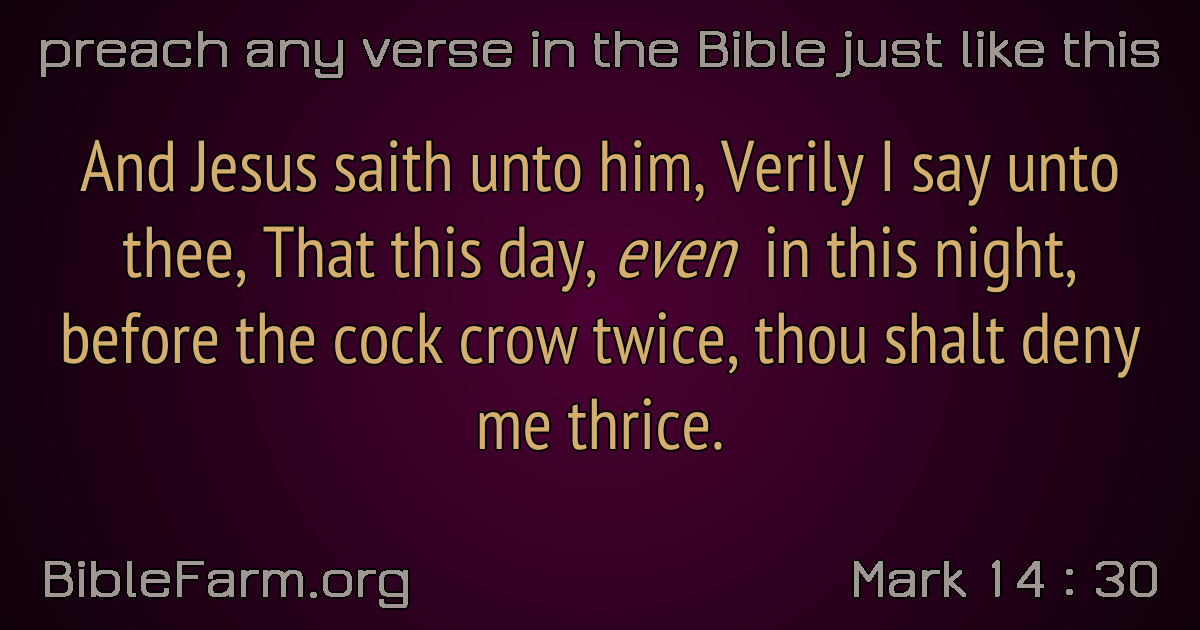 preach any verse in the Bible just like this
And Jesus saith unto him, Verily I say unto
thee, That this day, even in this night,
before the cock crow twice, thou shalt deny
me thrice.
BibleFarm.org
Mark 14 : 30